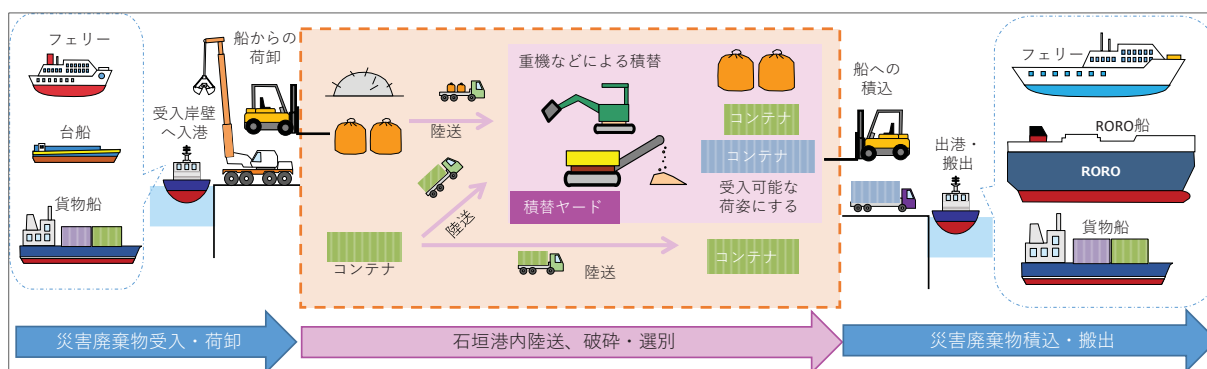 フェリー
台船
貨物船
受入岸壁
へ入港
船からの
荷卸
陸送
陸送
コンテナ
陸送
重機などによる積替
積替ヤード
コンテナ
コンテナ
受入可能な
荷姿にする
コンテナ
船への
積込
出港・
搬出
フェリー
RORO船
RORO
貨物船
災害廃棄物受入・荷卸
石垣港内陸送、破砕・選別
災害廃棄物積込・搬出